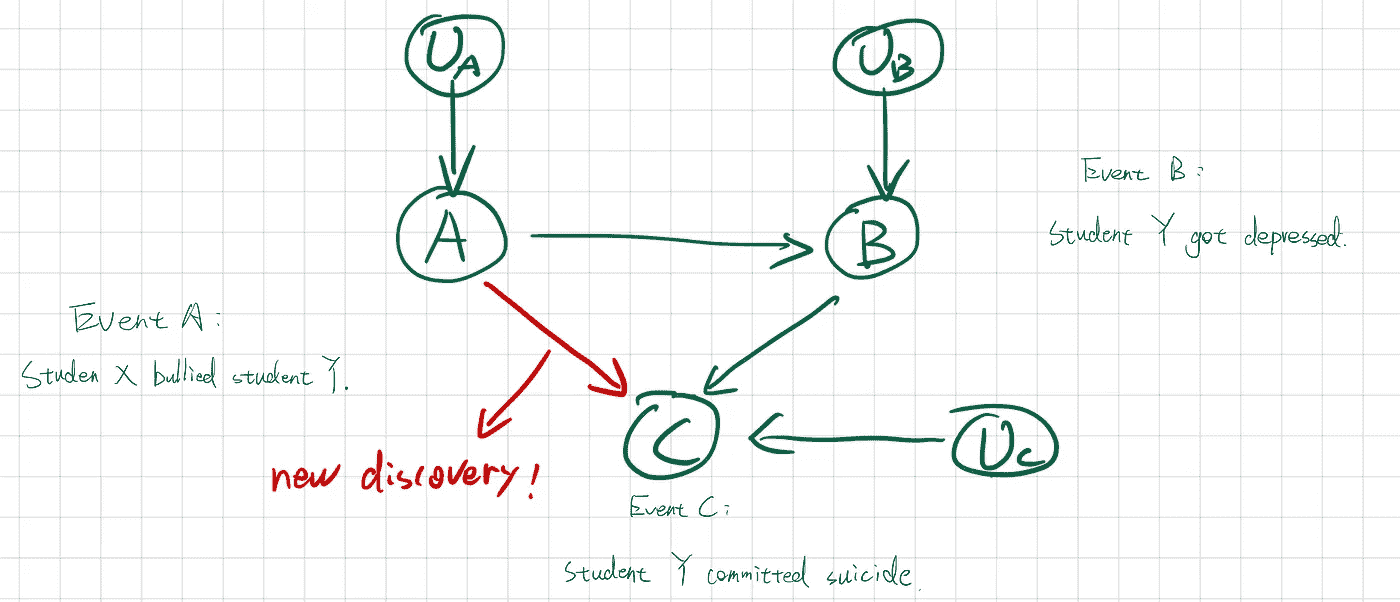 U_A
U_B
A
B
Event B:
Student Y got depressed.
Event A:
Studen X bullied student Y.
new discovery!
C
U_C
Event C:
Student Y committed suicide.